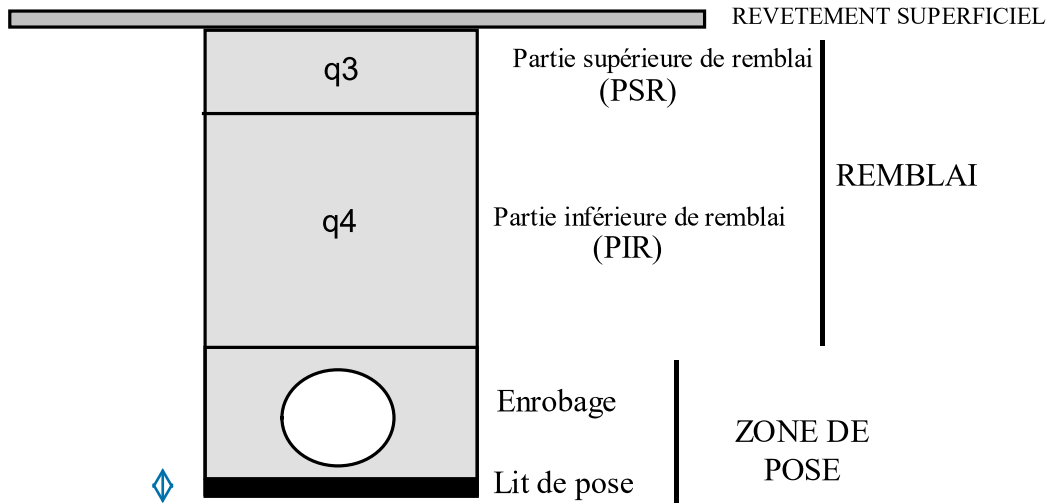 REVETEMENT SUPERFICIEL
q3
Partie supérieure de remblai
(PSR)
REMBLAI
q4
Partie inférieure de remblai
(PIR)
Enrobage
ZONE DE
POSE
Lit de pose